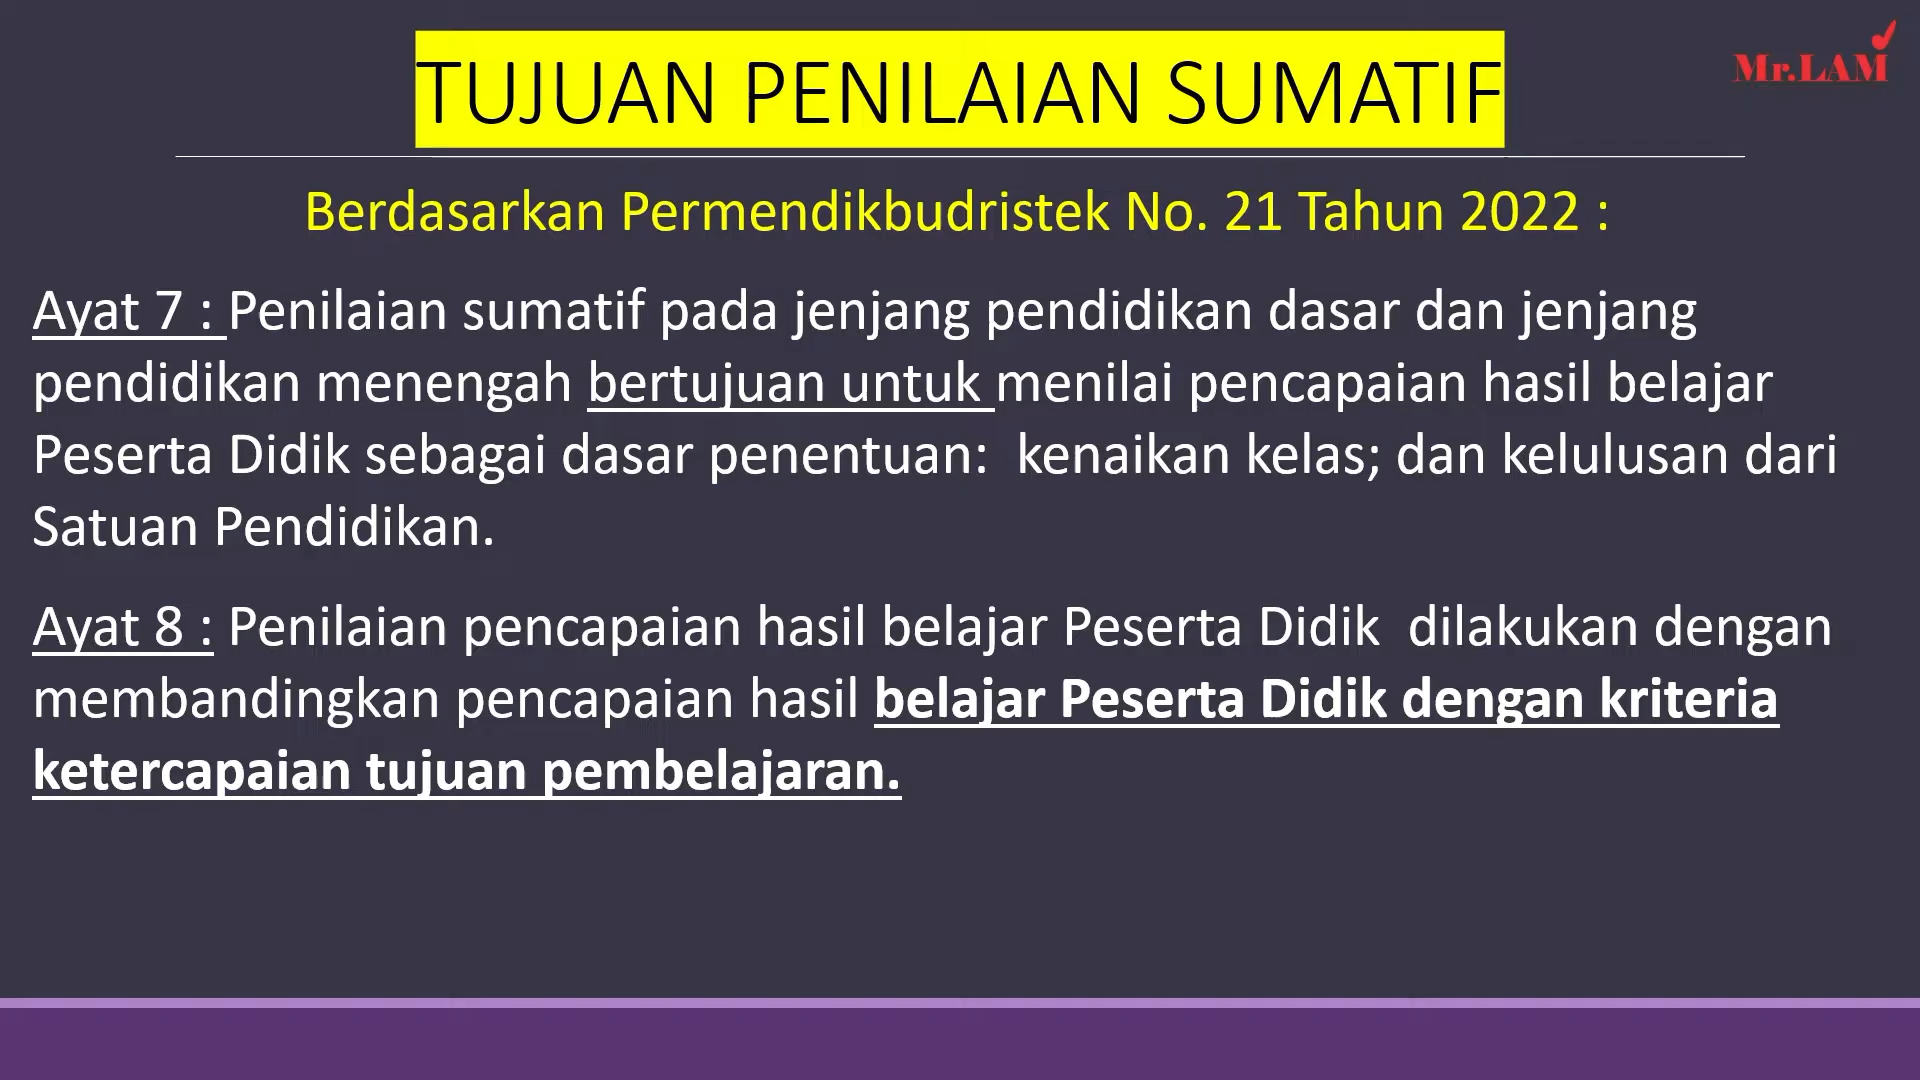 TUJUAN PENILAIAN SUMATIF
Mr.LAM
Berdasarkan Permendikbudristek No. 21 Tahun 2022 :
Ayat 7 : Penilaian sumatif pada jenjang pendidikan dasar dan jenjang
pendidikan menengah bertujuan untuk menilai pencapaian hasil belajar
Peserta Didik sebagai dasar penentuan:  kenaikan kelas; dan kelulusan dari
Satuan Pendidikan.
Ayat 8 : Penilaian pencapaian hasil belajar Peserta Didik  dilakukan dengan
membandingkan pencapaian hasil belajar Peserta Didik dengan kriteria
ketercapaian tujuan pembelajaran.